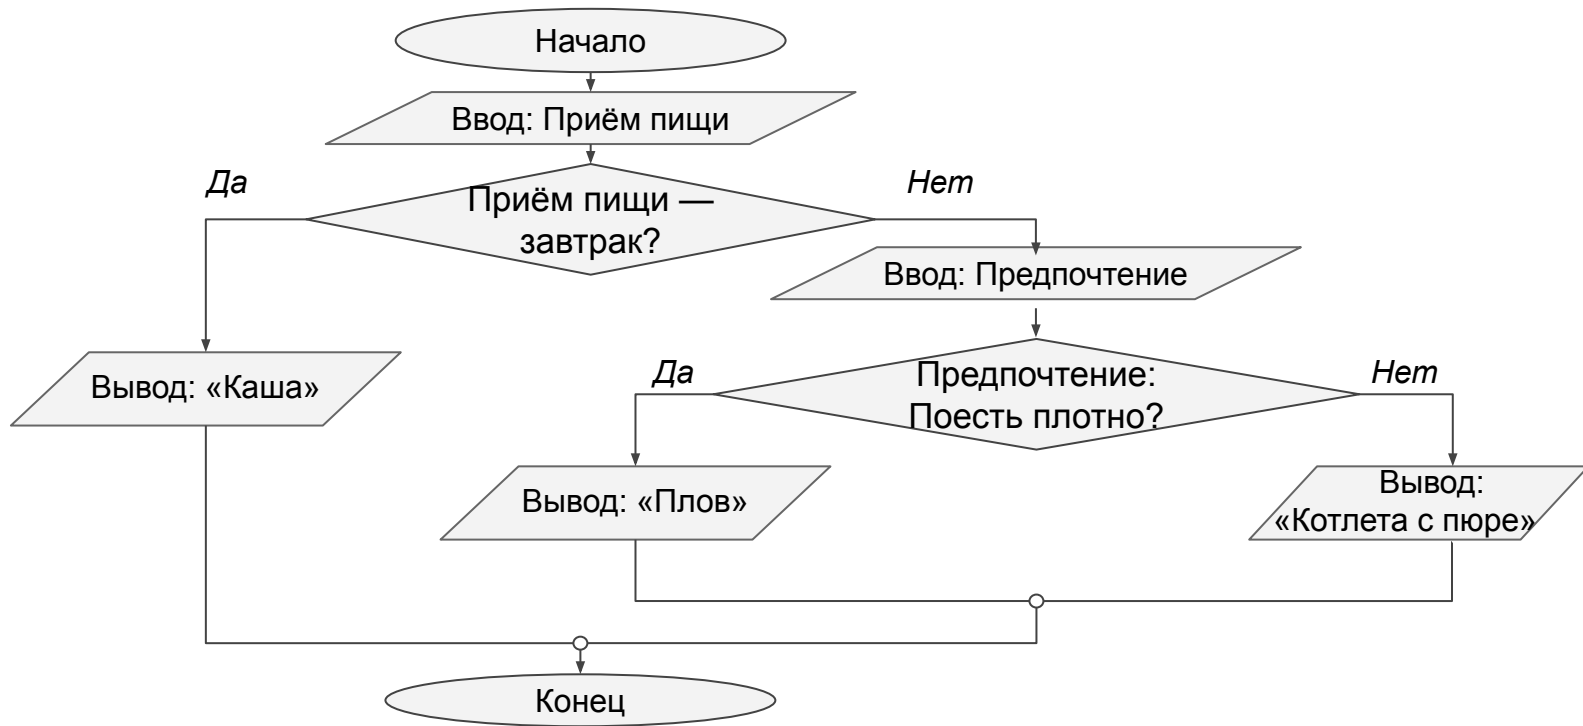 Начало
Ввод: Приём пищи
Да
Нет
Приём пищи —
завтрак?
Ввод: Предпочтение
Вывод: «Каша»
Да
Нет
Предпочтение:
Поесть плотно?
Вывод: «Плов»
Вывод:
«Котлета с пюре»
Конец